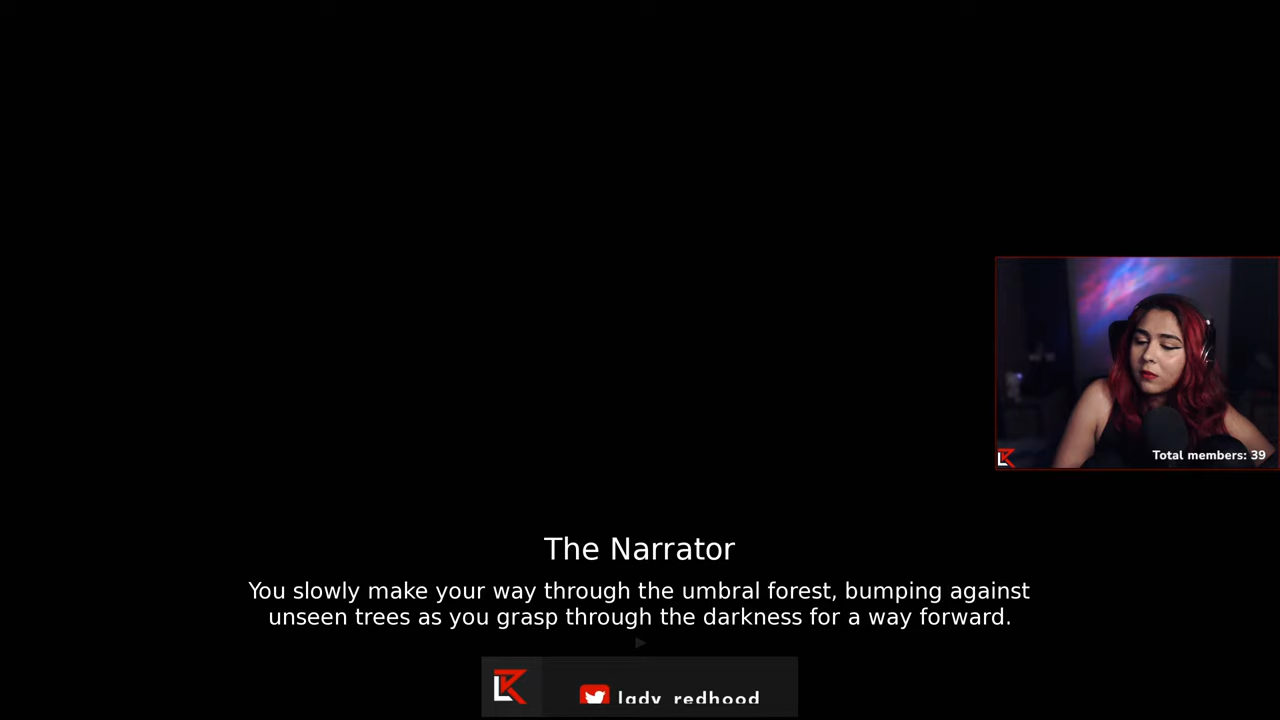 Total members: 39
The Narrator
You slowly make your way through the umbral forest, bumping against
unseen trees as you grasp through the darkness for a way forward.
lady_redhood